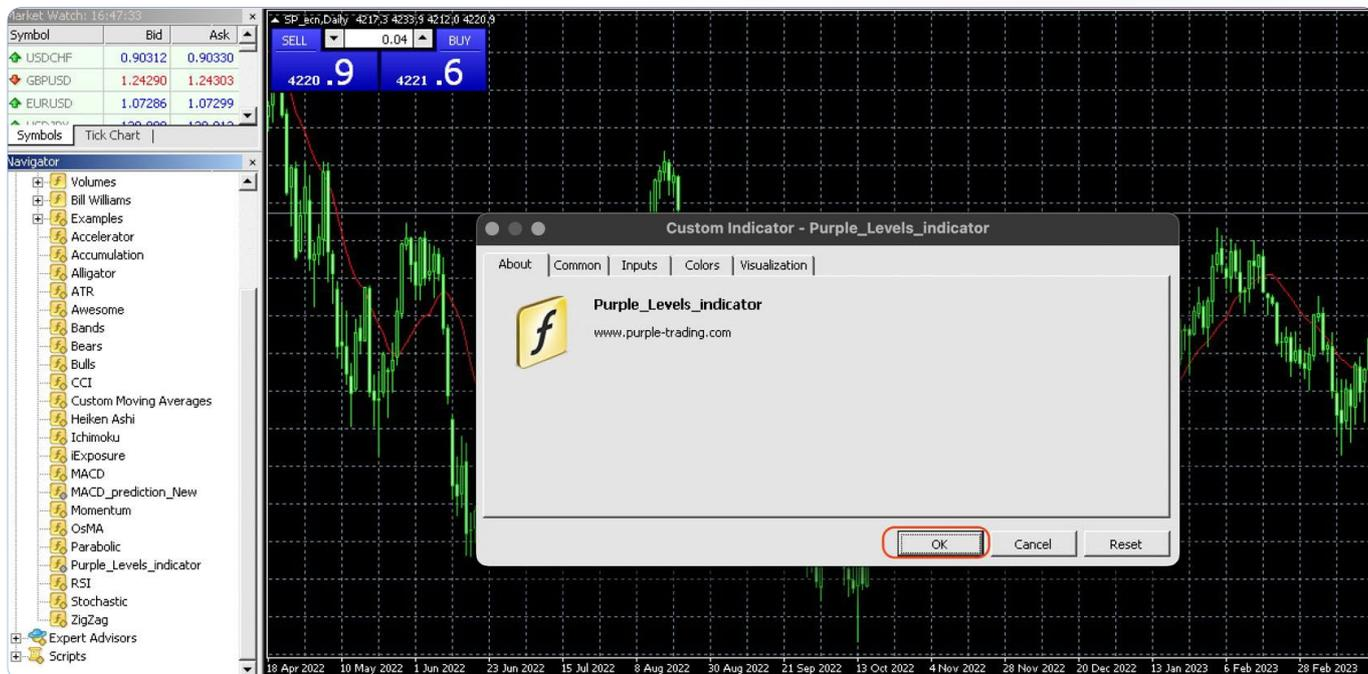 Market Watch: 16:47:33
Symbol Bid Ask
USDCHF 0.90312 0.90330
GBPUSD 1.24290 1.24303
EURUSD 1.07286 1.07299
Symbols Tick Chart
Navigator
Volumes
Bill Williams
Examples
Accelerator
Accumulation
Alligator
ATR
Awesome
Bands
Bears
Bulls
CCI
Custom Moving Averages
Heiken Ashi
Ichimoku
iExposure
MACD
MACD_prediction_New
Momentum
OsMA
Parabolic
Purple_Levels_indicator
RSI
Stochastic
ZigZag
Expert Advisors
Scripts
SP_ecn,Daily 4217.3 4233.9 4212.0 4220.9
SELL 0.04 BUY
4220 .9 4221 .6
Custom Indicator - Purple_Levels_indicator
About Common Inputs Colors Visualization
Purple_Levels_indicator
www.purple-trading.com
OK Cancel Reset
18 Apr 2022 10 May 2022 1 Jun 2022 23 Jun 2022 15 Jul 2022 8 Aug 2022 30 Aug 2022 21 Sep 2022 13 Oct 2022 4 Nov 2022 28 Nov 2022 20 Dec 2022 13 Jan 2023 6 Feb 2023 28 Feb 2023